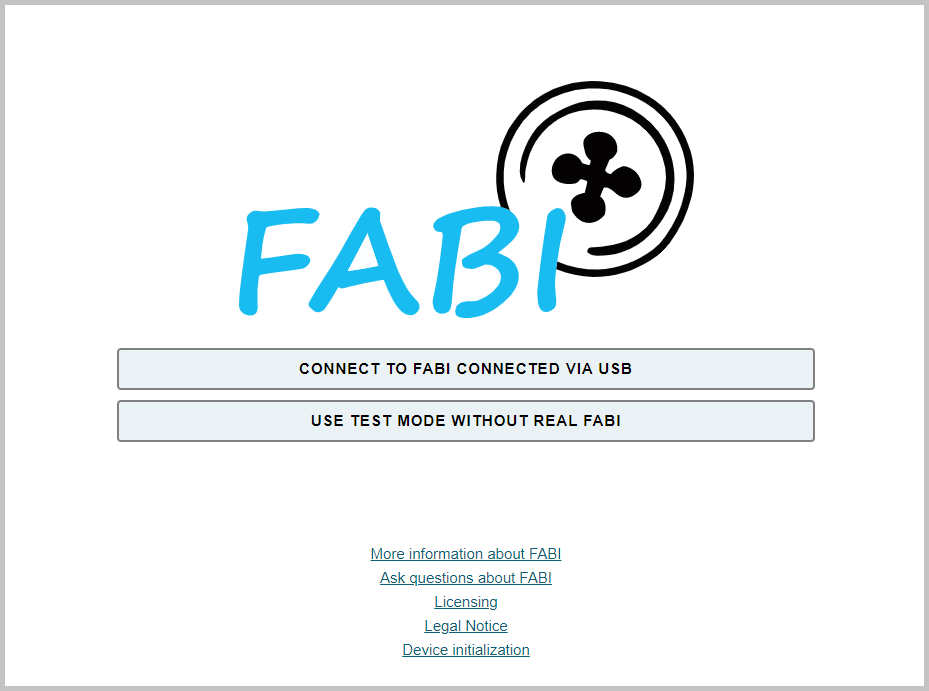 FABI
CONNECT TO FABI CONNECTED VIA USB
USE TEST MODE WITHOUT REAL FABI
More information about FABI
Ask questions about FABI
Licensing
Legal Notice
Device initialization